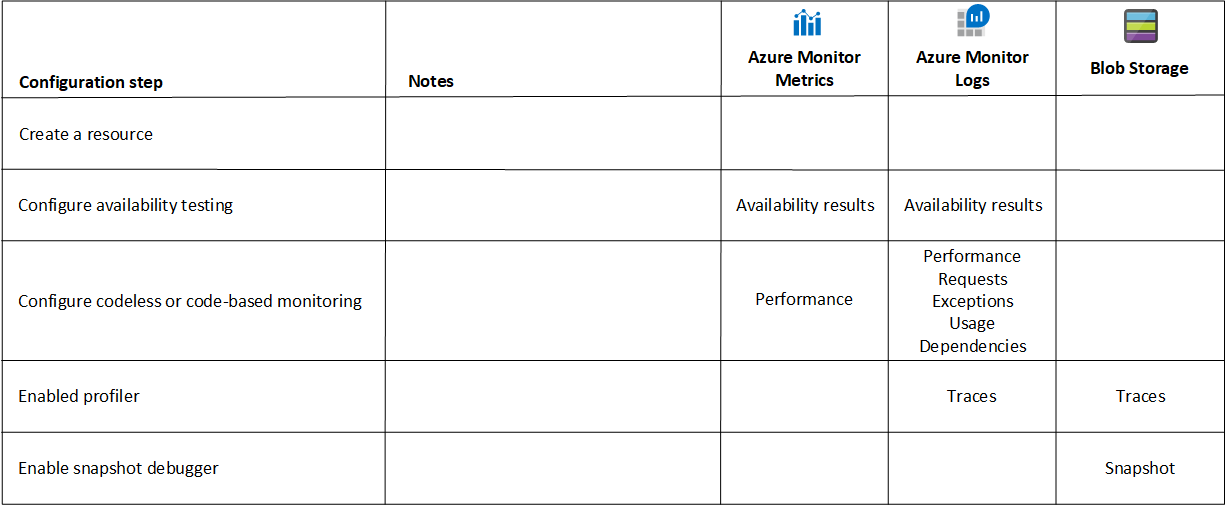 Configuration step
Notes
Azure Monitor
Metrics
Azure Monitor
Logs
Blob Storage
Create a resource
Configure availability testing
Availability results
Availability results
Configure codeless or code-based monitoring
Performance
Performance
Requests
Exceptions
Usage
Dependencies
Enabled profiler
Traces
Traces
Enable snapshot debugger
Snapshot